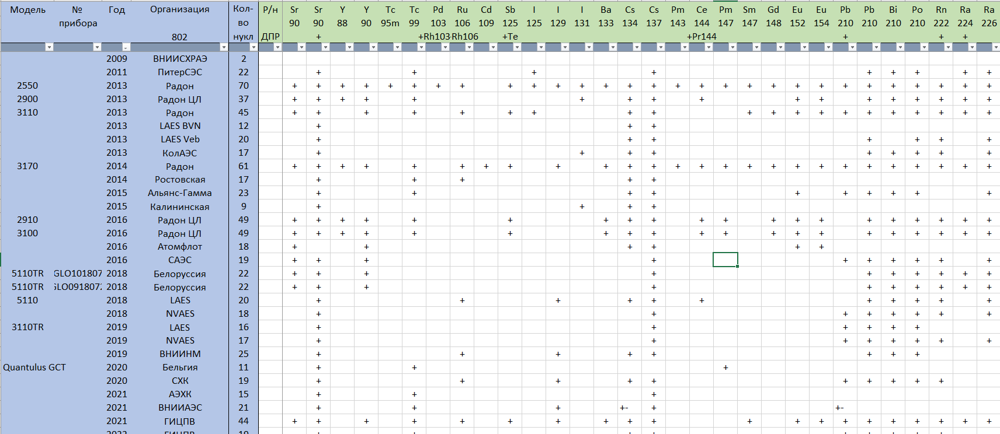 Модель № Год Организация Кол- Р/н Sr Sr Y Y Tc Tc Pd Ru Cd Sb I I I Ba Cs Cs Pm Ce Pm Sm Gd Eu Eu Pb Pb Bi Po Rn Ra Ra
прибора во 90 90 88 90 95m 99 103 106 109 125 125 129 131 133 134 137 143 144 147 147 148 152 154 210 210 210 210 222 224 226
802 нукл ДПР + +Rh103 Rh106 +Te +Pr144 + + +
2009 ВНИИСХРАЭ 2
2011 ПитерСЭС 22 + + + + + + + + +
2550 2013 Радон 70 + + + + + + + + + + + + + + + + + + + + + + + + + + + + +
2900 2013 Радон ЦЛ 37 + + + + + + + + + + + + + + + + +
3110 2013 Радон 45 + + + + + + + + + + + + + + + + + + + +
2013 LAES BVN 12 + + +
2013 LAES Veb 20 + + + + + + +
2013 КолАЭС 17 + + + + + + + + +
3170 2014 Радон 61 + + + + + + + + + + + + + + + + + + + + + + + + + +
2014 Ростовская 17 + + + + +
2015 Альянс-Гамма 23 + + + + + + + + + +
2015 Калининская 9 + + + +
2910 2016 Радон ЦЛ 49 + + + + + + + + + + + + + + + + + + + +
3100 2016 Радон ЦЛ 49 + + + + + + + + + + + + + + + + + + + +
2016 Атомфлот 18 + + + + + +
2016 САЭС 19 + + + + + + + + + +
5110TR GLO101807 2018 Белоруссия 22 + + + + + + + + + +
5110TR GLO0918072 2018 Белоруссия 22 + + + + + + + + + +
5110 2018 LAES 20 + + + + + + + + + + +
2018 NVAES 18 + + + + + + + +
3110TR 2019 LAES 16 + + + + + +
2019 NVAES 17 + + + + + + + +
2019 ВНИИНМ 25 + + + + + + + +
Quantulus GCT 2020 Бельгия 11 + + +
2020 СХК 19 + + + + + + + + + +
2021 АЭХК 15 + + +
2021 ВНИИАЭС 21 + + + +- + +-
2021 ГИЦПВ 44 + + + + + + + + + + + + + + + + + + + +